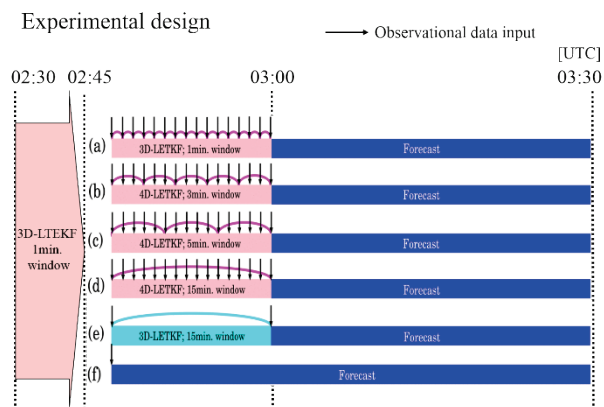 Experimental design
Observational data input
[UTC]
02:30 02:45 03:00 03:30
(a) 3D-LETKF; 1min. window Forecast
(b) 4D-LETKF; 3min. window Forecast
(c) 4D-LETKF; 5min. window Forecast
3D-LTEKF
1min.
window
(d) 4D-LETKF; 15min. window Forecast
(e) 3D-LETKF; 15min. window Forecast
(f) Forecast